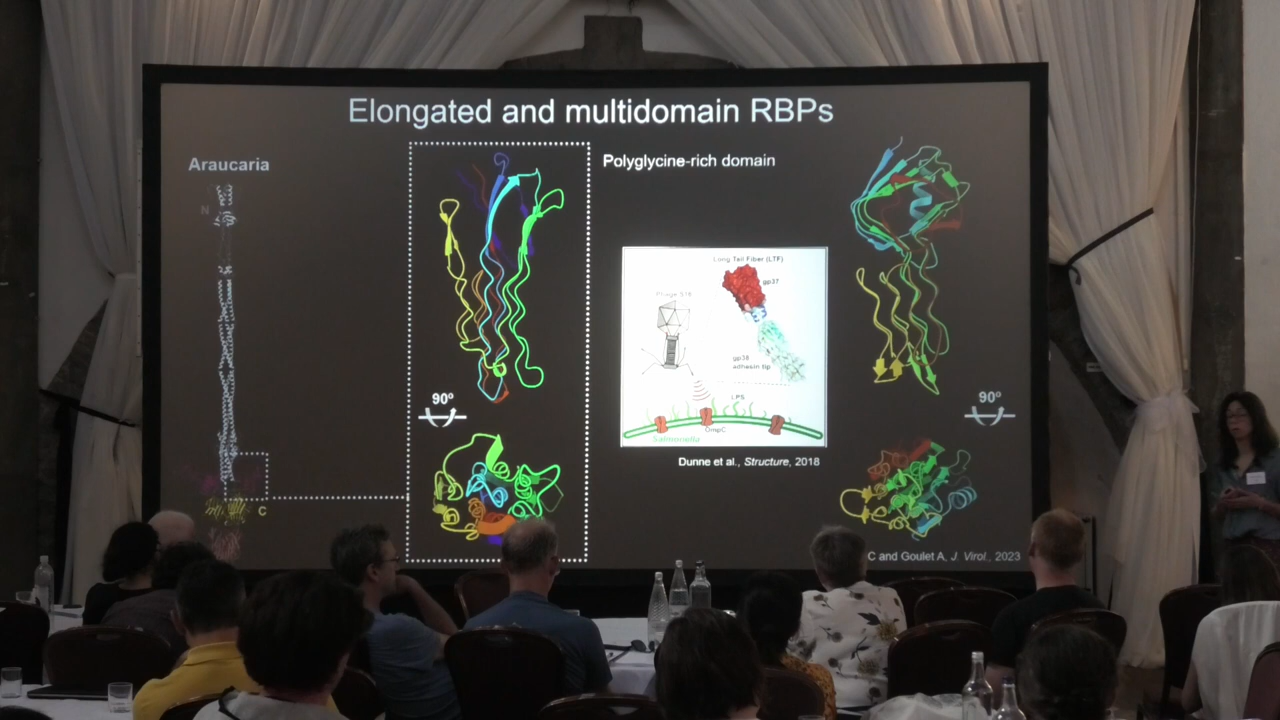 Elongated and multidomain RBPs
Araucaria
N
C
Polyglycine-rich domain
90º
Long Tail Fiber (LTF)
gp37
Phage S16
gp38
adhesin tip
LPS
OmpC
Salmonella
Dunne et al., Structure, 2018
90º
C and Goulet A, J. Virol., 2023